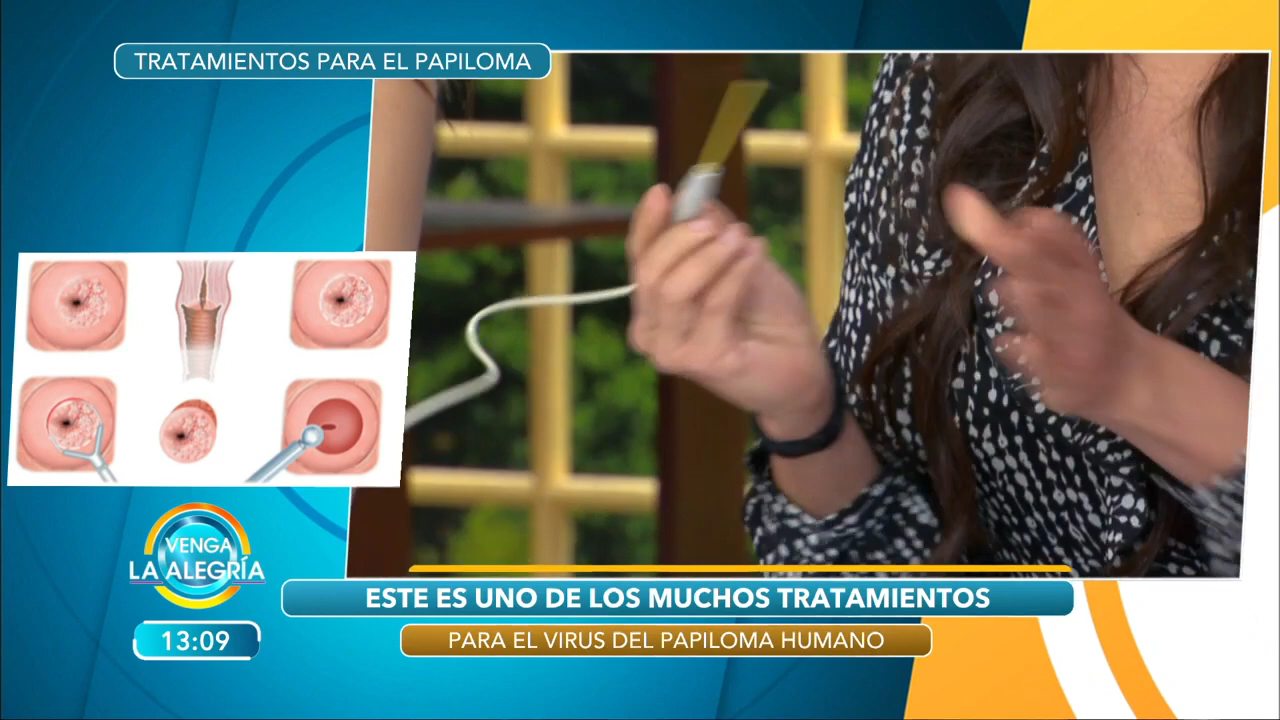 TRATAMIENTOS PARA EL PAPILOMA
VENGA
LA ALEGRÍA
ESTE ES UNO DE LOS MUCHOS TRATAMIENTOS
13:09
PARA EL VIRUS DEL PAPILOMA HUMANO